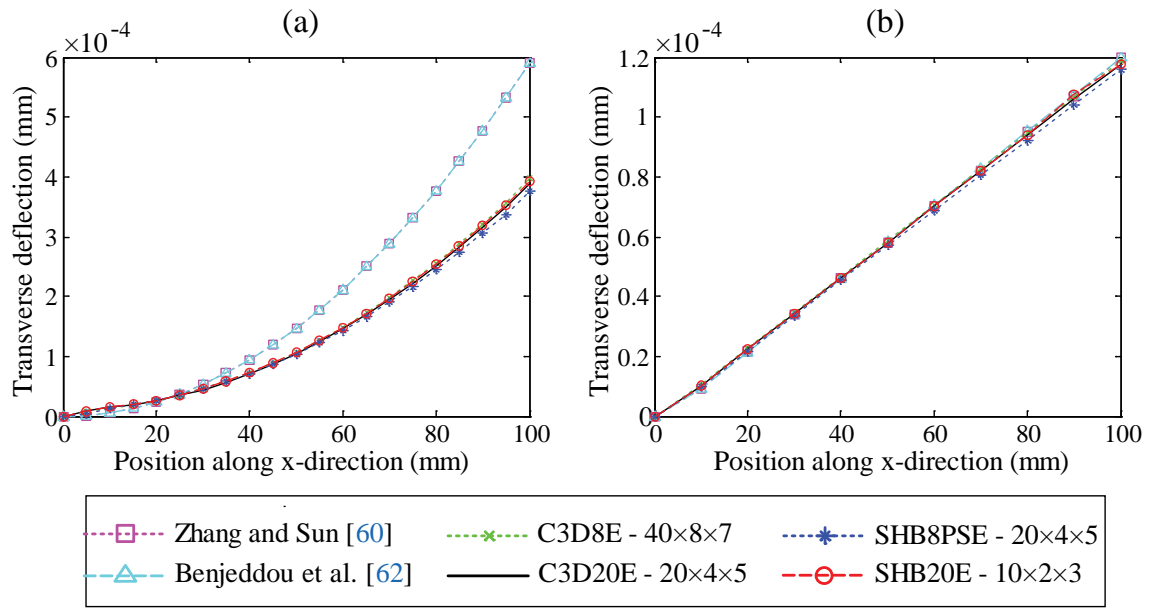 (a)
×10-4
6
4
2
0
0 20 40 60 80 100
Transverse deflection (mm)
Position along x-direction (mm)
(b)
×10-4
1.2
1
0.8
0.6
0.4
0.2
0
0 20 40 60 80 100
Transverse deflection (mm)
Position along x-direction (mm)
Zhang and Sun [60] C3D8E - 40×8×7 SHB8PSE - 20×4×5
Benjeddou et al. [62] C3D20E - 20×4×5 SHB20E - 10×2×3